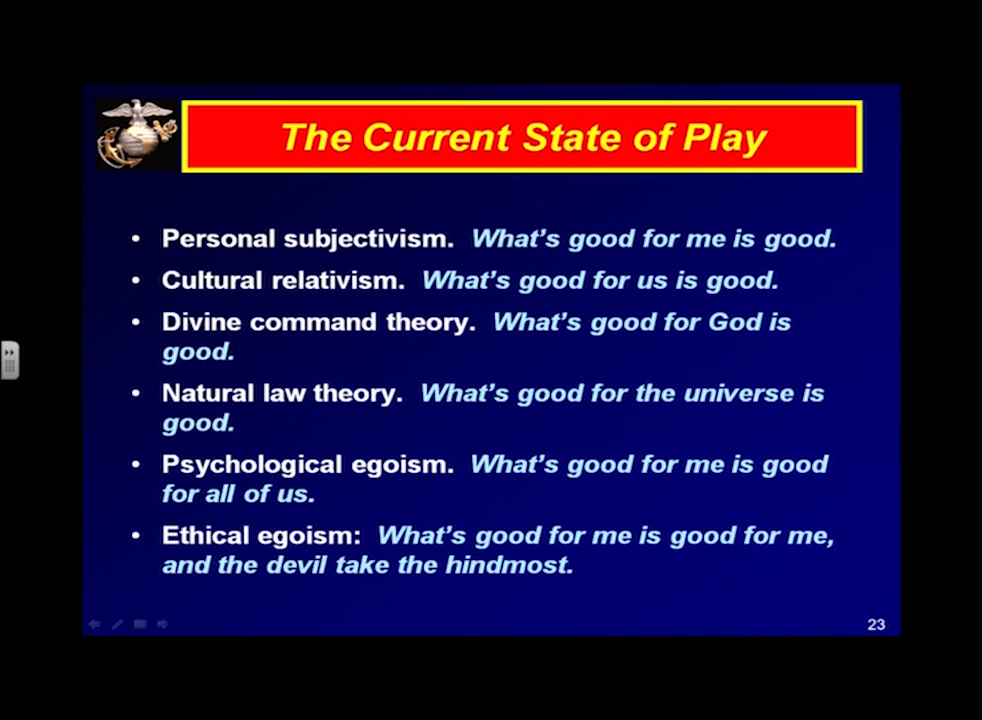 The Current State of Play
• Personal subjectivism. What's good for me is good.
• Cultural relativism. What's good for us is good.
• Divine command theory. What's good for God is
good.
• Natural law theory. What's good for the universe is
good.
• Psychological egoism. What's good for me is good
for all of us.
• Ethical egoism: What's good for me is good for me,
and the devil take the hindmost.
23